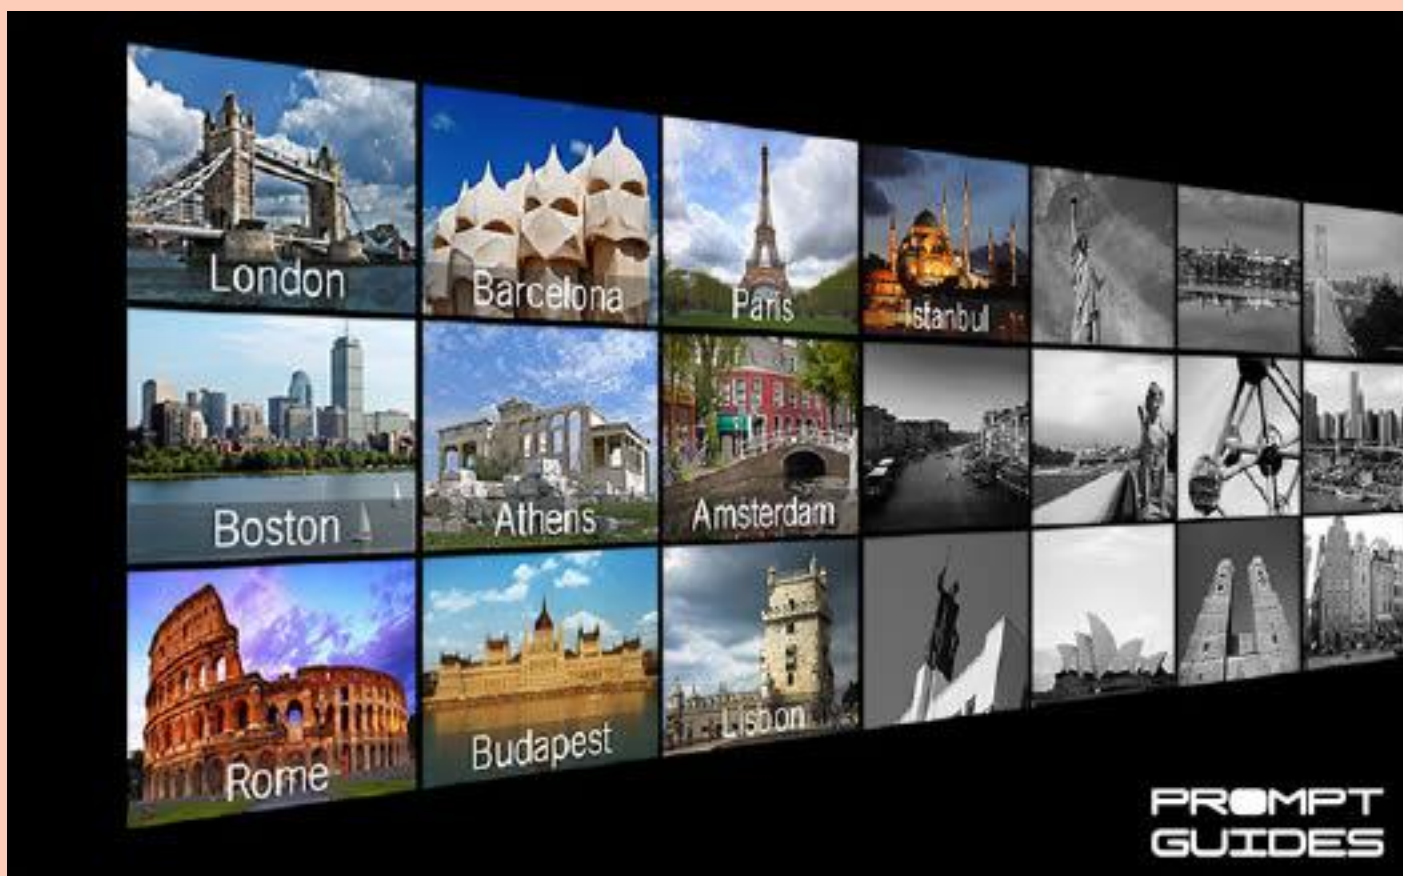 London
Barcelona
Paris
Istanbul
Boston
Athens
Amsterdam
Rome
Budapest
Lisbon
PROMPT
GUIDES